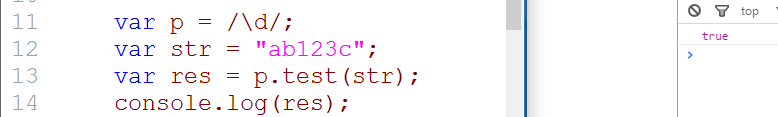 11 var p = /\d/;
12 var str = "ab123c";
13 var res = p.test(str);
14 console.log(res);
top
true